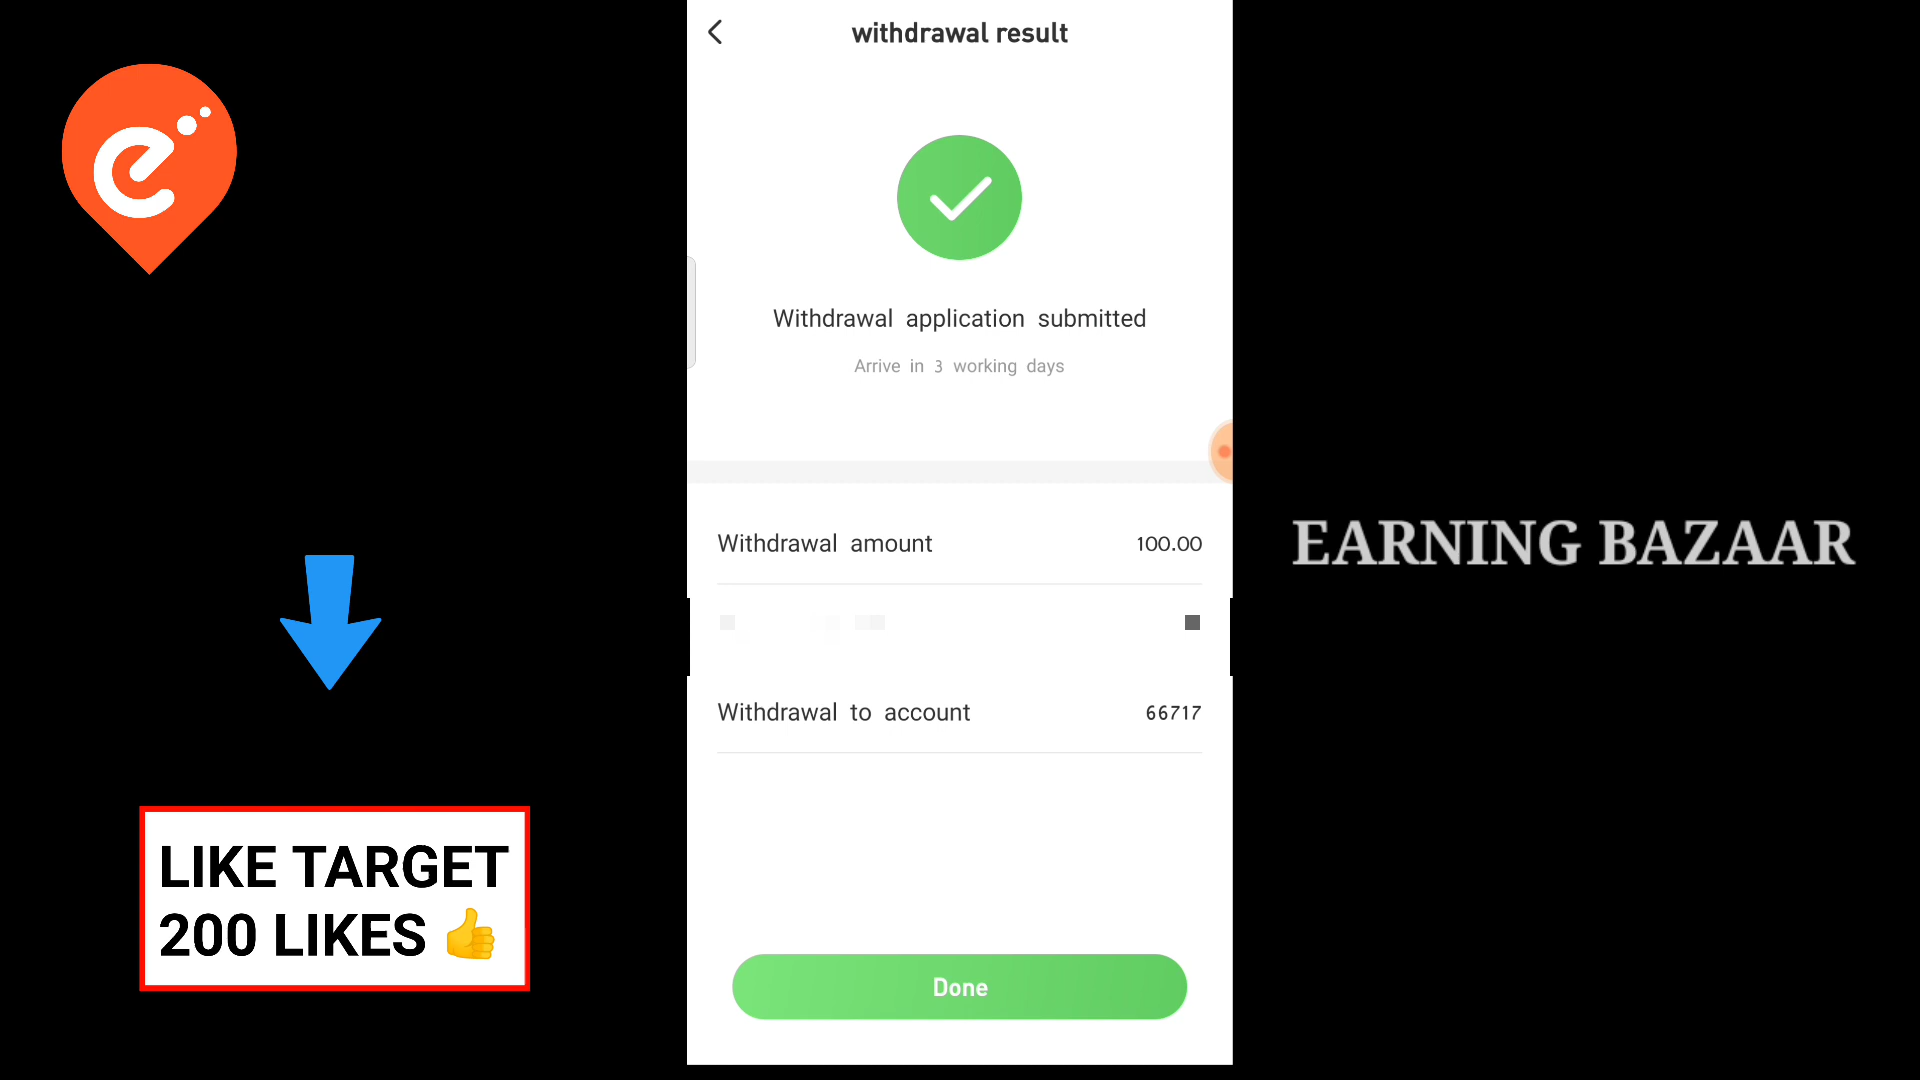 withdrawal result
Withdrawal application submitted
Arrive in 3 working days
Withdrawal amount 100.00
Withdrawal to account 66717
Done
EARNING BAZAAR
LIKE TARGET
200 LIKES 👍